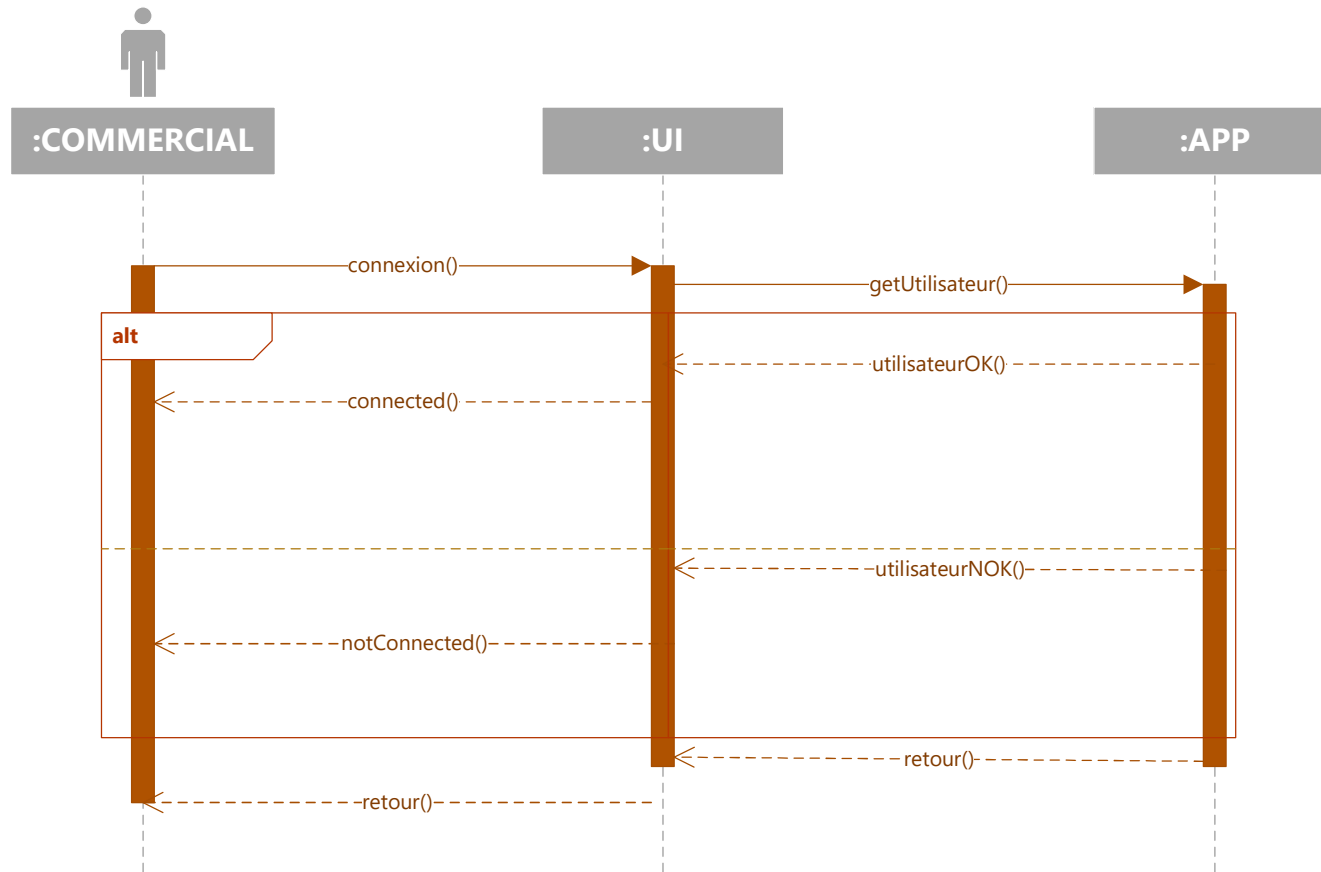 :COMMERCIAL
:UI
:APP
connexion()
getUtilisateur()
alt
utilisateurOK()
connected()
utilisateurNOK()
notConnected()
retour()
retour()